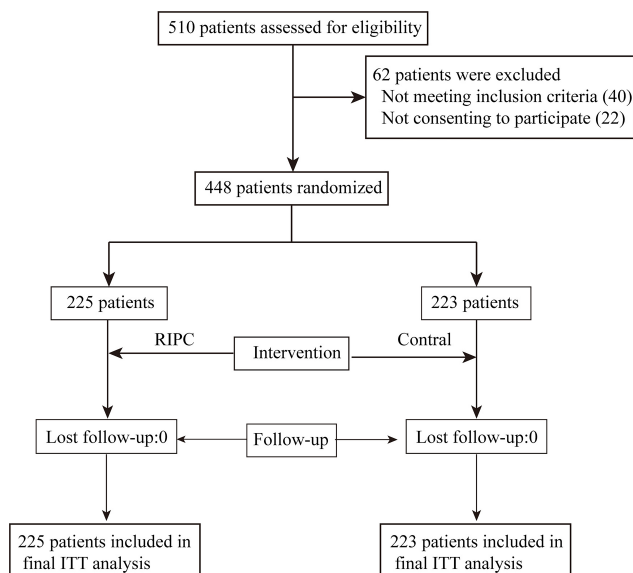 510 patients assessed for eligibility
62 patients were excluded
Not meeting inclusion criteria (40)
Not consenting to participate (22)
448 patients randomized
225 patients
223 patients
RIPC
Intervention
Contral
Lost follow-up:0
Follow-up
Lost follow-up:0
225 patients included in
final ITT analysis
223 patients included in
final ITT analysis